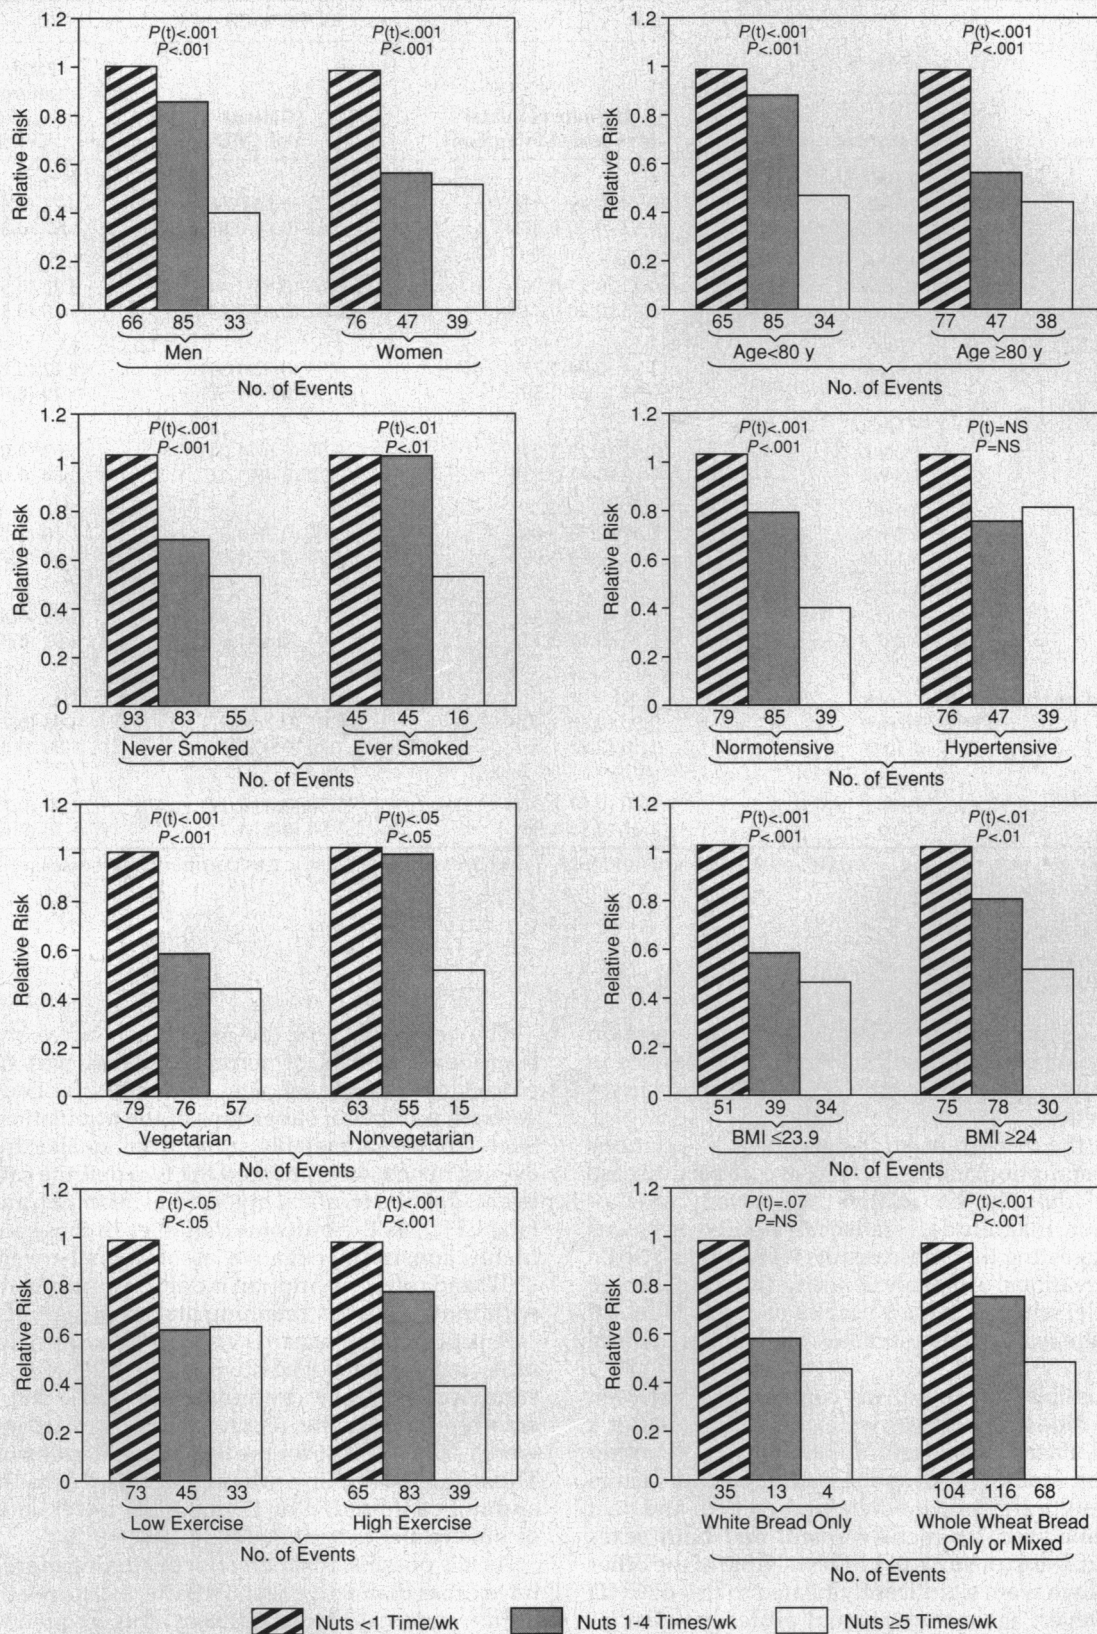 1.2
P(t)<.001 P(t)<.001
P<.001 P<.001
1
0.8
0.6
0.4
0.2
0
Relative Risk
66 85 33 76 47 39
Men Women
No. of Events
1.2
P(t)<.001 P(t)<.001
P<.001 P<.001
1
0.8
0.6
0.4
0.2
0
Relative Risk
65 85 34 77 47 38
Age<80 y Age ≥80 y
No. of Events
1.2
P(t)<.001 P(t)<.01
P<.001 P<.01
1
0.8
0.6
0.4
0.2
0
Relative Risk
93 83 55 45 45 16
Never Smoked Ever Smoked
No. of Events
1.2
P(t)<.001 P(t)=NS
P<.001 P=NS
1
0.8
0.6
0.4
0.2
0
Relative Risk
79 85 39 76 47 39
Normotensive Hypertensive
No. of Events
1.2
P(t)<.001 P(t)<.05
P<.001 P<.05
1
0.8
0.6
0.4
0.2
0
Relative Risk
79 76 57 63 55 15
Vegetarian Nonvegetarian
No. of Events
1.2
P(t)<.001 P(t)<.01
P<.001 P<.01
1
0.8
0.6
0.4
0.2
0
Relative Risk
51 39 34 75 78 30
BMI ≤23.9 BMI ≥24
No. of Events
1.2
P(t)<.05 P(t)<.001
P<.05 P<.001
1
0.8
0.6
0.4
0.2
0
Relative Risk
73 45 33 65 83 39
Low Exercise High Exercise
No. of Events
1.2
P(t)=.07 P(t)<.001
P=NS P<.001
1
0.8
0.6
0.4
0.2
0
Relative Risk
35 13 4 104 116 68
White Bread Only Whole Wheat Bread
Only or Mixed
No. of Events
Nuts <1 Time/wk Nuts 1-4 Times/wk Nuts ≥5 Times/wk